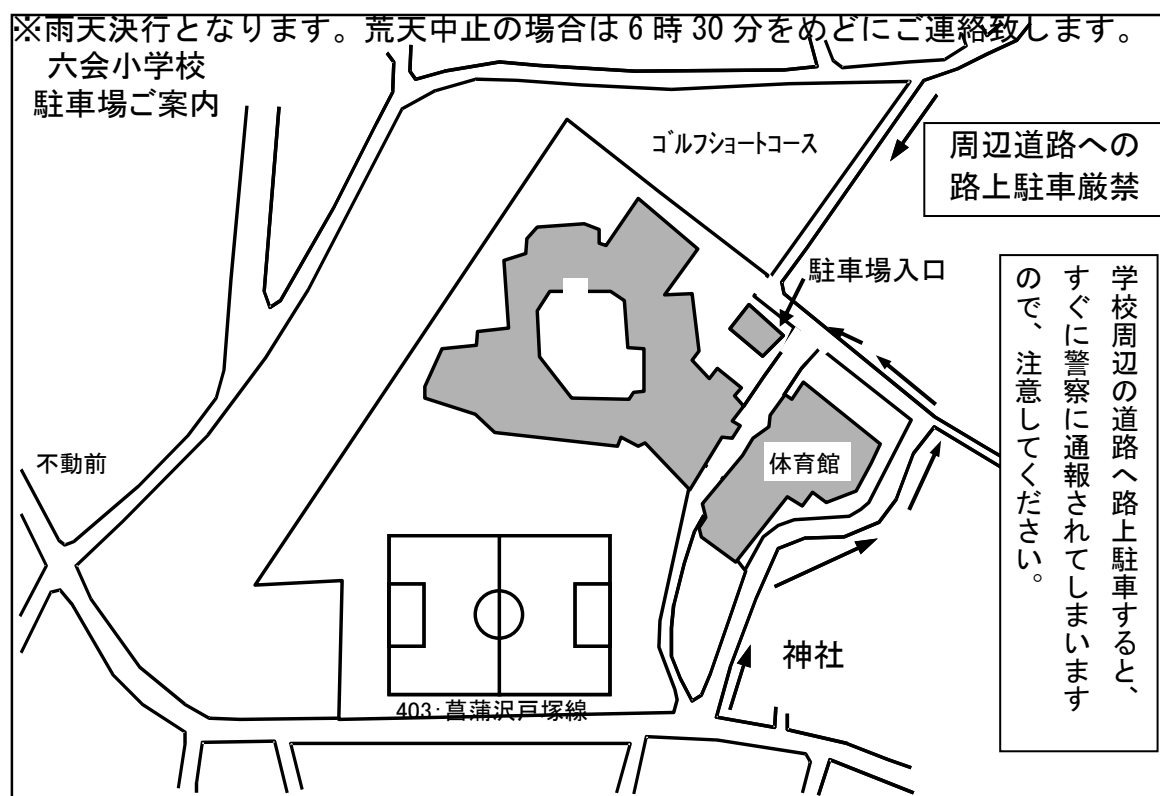 ※雨天決行となります。荒天中止の場合は6時30分をめどにご連絡致します。
六会小学校
駐車場ご案内
ゴルフショートコース
周辺道路への
路上駐車厳禁
駐車場入口
学校周辺の道路へ路上駐車すると、
すぐに警察に通報されてしまいます
ので、注意してください。
不動前
体育館
神社
403:菖蒲沢戸塚線